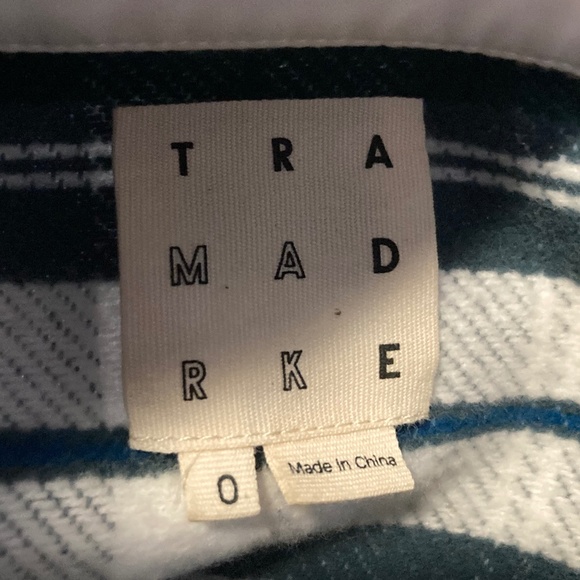 T R A
M A D
R K E
0
Made in China